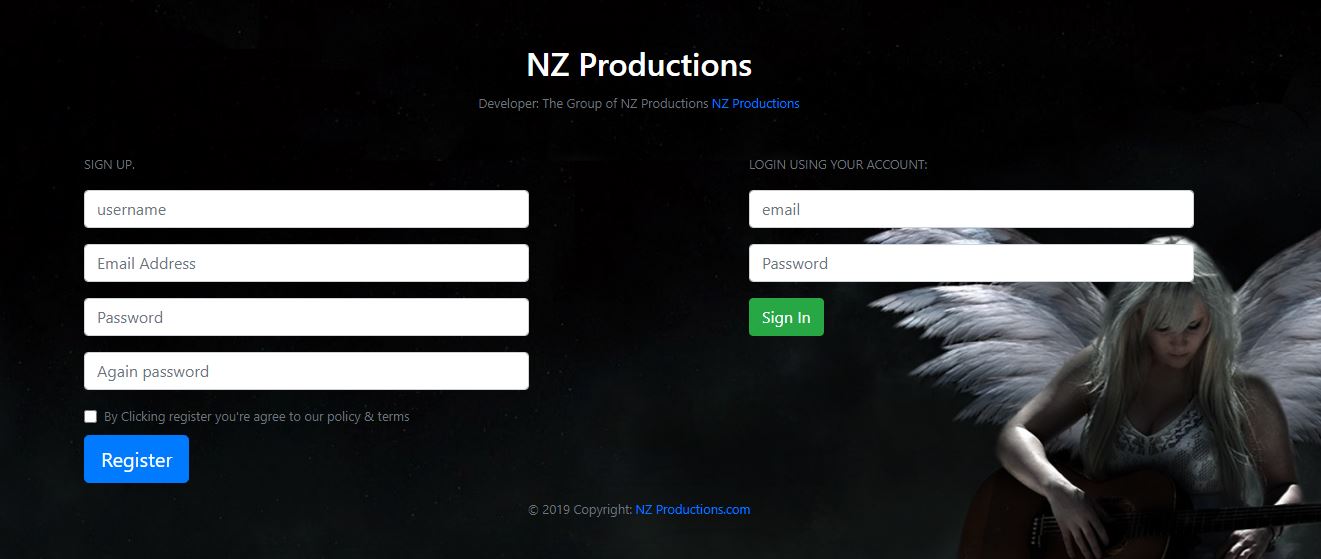 NZ Productions
Developer: The Group of NZ Productions NZ Productions
SIGN UP.
username
Email Address
Password
Again password
By Clicking register you're agree to our policy & terms
Register
LOGIN USING YOUR ACCOUNT:
email
Password
Sign In
© 2019 Copyright: NZ Productions.com